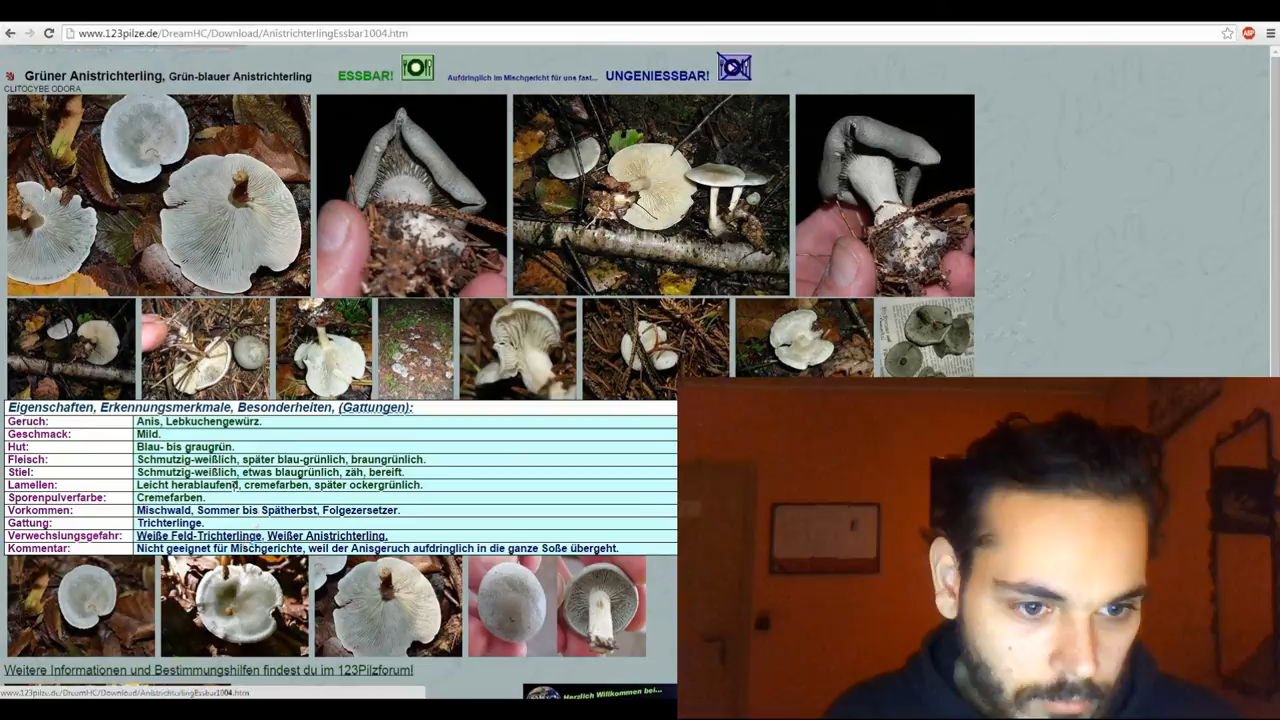 www.123pilze.de/DreamHC/Download/AnistrichterlingEssbar1004.htm
ABP
Grüner Anistrichterling, Grün-blauer Anistrichterling ESSBAR! Aufdringlich im Mischgericht für uns fast... UNGENIESSBAR!
CLITOCYBE ODORA
Eigenschaften, Erkennungsmerkmale, Besonderheiten, (Gattungen):
Geruch: Anis, Lebkuchengewürz.
Geschmack: Mild.
Hut: Blau- bis graugrün.
Fleisch: Schmutzig-weißlich, später blau-grünlich, braungrünlich.
Stiel: Schmutzig-weißlich, etwas blaugrünlich, zäh, bereift.
Lamellen: Leicht herablaufend, cremefarben, später ockergrünlich.
Sporenpulverfarbe: Cremefarben.
Vorkommen: Mischwald, Sommer bis Spätherbst, Folgezersetzer.
Gattung: Trichterlinge.
Verwechslungsgefahr: Weiße Feld-Trichterlinge, Weißer Anistrichterling.
Kommentar: Nicht geeignet für Mischgerichte, weil der Anisgeruch aufdringlich in die ganze Soße übergeht.
Weitere Informationen und Bestimmungshilfen findest du im 123Pilzforum!
www.123pilze.de/DreamHC/Download/AnistrichterlingEssbar1004.htm
Herzlich Willkommen bei...